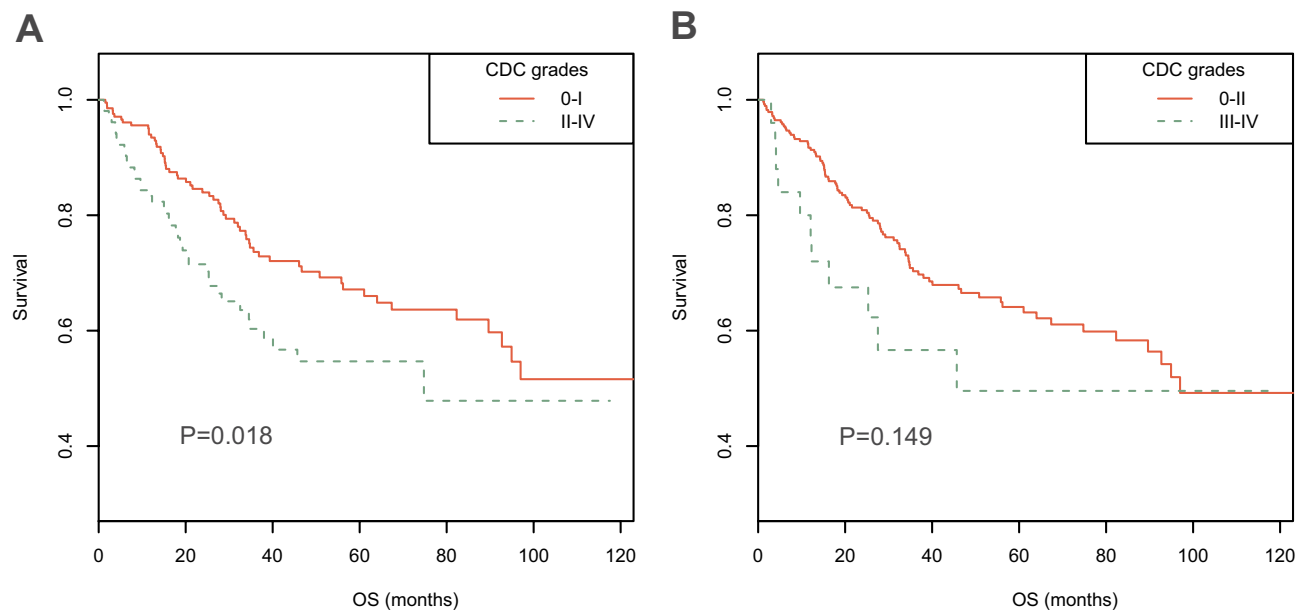 A
CDC grades
0-I
II-IV
Survival
1.0
0.8
0.6
0.4
P=0.018
0 20 40 60 80 100 120
OS (months)
B
CDC grades
0-II
III-IV
Survival
1.0
0.8
0.6
0.4
P=0.149
0 20 40 60 80 100 120
OS (months)